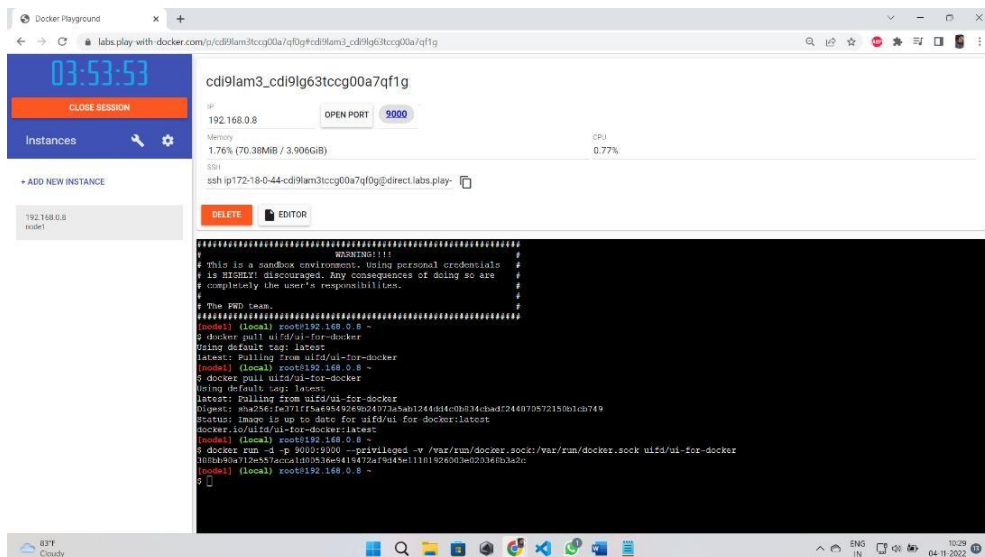 Docker Playground
labs.play-with-docker.com/p/cdi9lam3tccg00a7qf0g#cdi9lam3_cdi9lg63tccg00a7qf1g
03:53:53
CLOSE SESSION
Instances
+ ADD NEW INSTANCE
192.168.0.8
node1
cdi9lam3_cdi9lg63tccg00a7qf1g
IP
192.168.0.8
OPEN PORT
9000
Memory
1.76% (70.38MiB / 3.906GiB)
CPU
0.77%
SSH
ssh ip172-18-0-44-cdi9lam3tccg00a7qf0g@direct.labs.play-
DELETE
EDITOR
###############################################################
# WARNING!!!! #
# This is a sandbox environment. Using personal credentials #
# is HIGHLY! discouraged. Any consequences of doing so are #
# completely the user's responsibilites. #
# #
# The PWD team. #
###############################################################
[node1] (local) root@192.168.0.8 ~
$ docker pull uifd/ui-for-docker
Using default tag: latest
latest: Pulling from uifd/ui-for-docker
[node1] (local) root@192.168.0.8 ~
$ docker pull uifd/ui-for-docker
Using default tag: latest
latest: Pulling from uifd/ui-for-docker
Digest: sha256:fe371ff5a69549269b24073a5ab1244dd4c0b834cbadf244870572150b1cb749
Status: Image is up to date for uifd/ui-for-docker:latest
docker.io/uifd/ui-for-docker:latest
[node1] (local) root@192.168.0.8 ~
$ docker run -d -p 9000:9000 --privileged -v /var/run/docker.sock:/var/run/docker.sock uifd/ui-for-docker
[node1] (local) root@192.168.0.8 ~
$
83°F
Cloudy
ENG
IN
10:29
04-11-2022